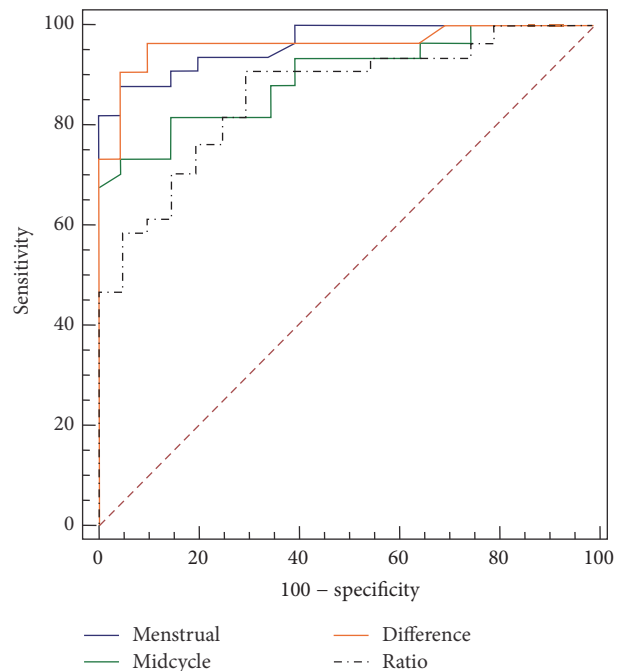 100
80
60
40
20
0
Sensitivity
0 20 40 60 80 100
100 − specificity
Menstrual Difference
Midcycle Ratio